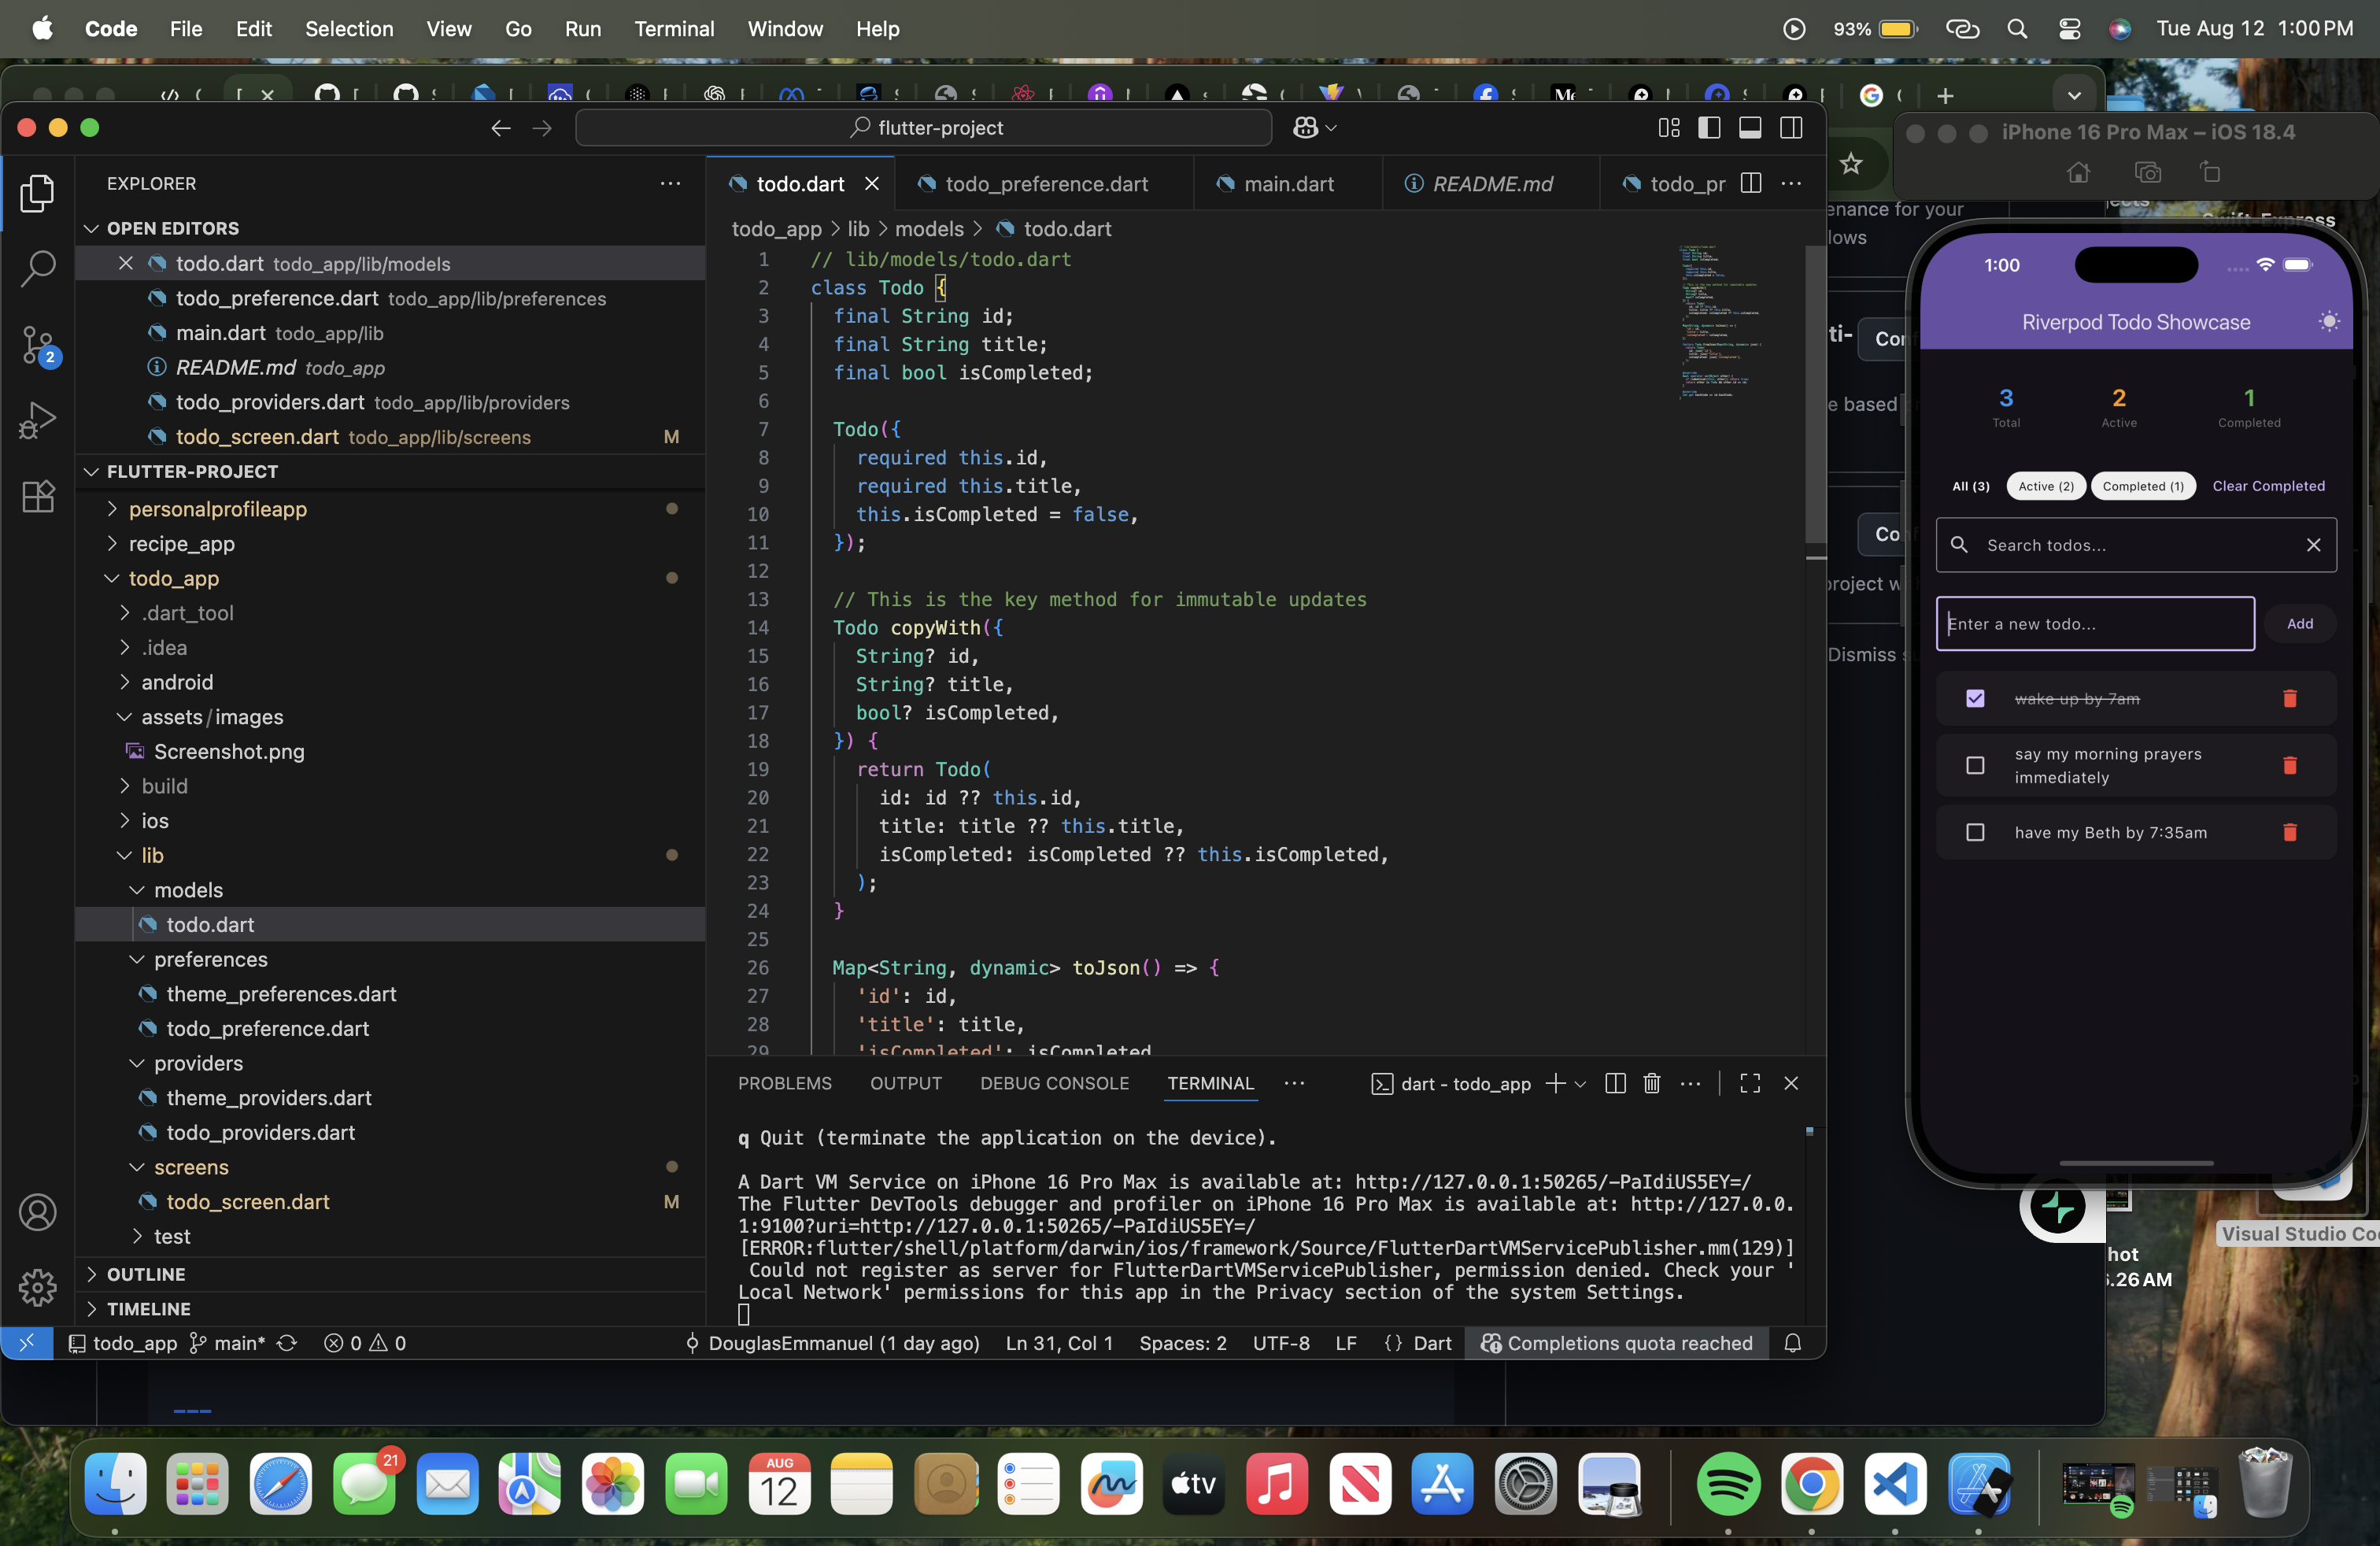 Code File Edit Selection View Go Run Terminal Window Help
93% Tue Aug 12 1:00 PM
flutter-project
EXPLORER
OPEN EDITORS
todo.dart todo_app/lib/models
todo_preference.dart todo_app/lib/preferences
main.dart todo_app/lib
README.md todo_app
todo_providers.dart todo_app/lib/providers
todo_screen.dart todo_app/lib/screens M
FLUTTER-PROJECT
personalprofileapp
recipe_app
todo_app
.dart_tool
.idea
android
assets/images
Screenshot.png
build
ios
lib
models
todo.dart
preferences
theme_preferences.dart
todo_preference.dart
providers
theme_providers.dart
todo_providers.dart
screens
todo_screen.dart M
test
OUTLINE
TIMELINE
2
todo.dart todo_preference.dart main.dart README.md todo_pr
todo_app > lib > models > todo.dart
1 // lib/models/todo.dart
2 class Todo {
3 final String id;
4 final String title;
5 final bool isCompleted;
6
7 Todo({
8 required this.id,
9 required this.title,
10 this.isCompleted = false,
11 });
12
13 // This is the key method for immutable updates
14 Todo copyWith({
15 String? id,
16 String? title,
17 bool? isCompleted,
18 }) {
19 return Todo(
20 id: id ?? this.id,
21 title: title ?? this.title,
22 isCompleted: isCompleted ?? this.isCompleted,
23 );
24 }
25
26 Map<String, dynamic> toJson() => {
27 'id': id,
28 'title': title,
29 'isCompleted': isCompleted
PROBLEMS OUTPUT DEBUG CONSOLE TERMINAL dart - todo_app
q Quit (terminate the application on the device).
A Dart VM Service on iPhone 16 Pro Max is available at: http://127.0.0.1:50265/-PaIdiUS5EY=/
The Flutter DevTools debugger and profiler on iPhone 16 Pro Max is available at: http://127.0.0.
1:9100?uri=http://127.0.0.1:50265/-PaIdiUS5EY=/
[ERROR:flutter/shell/platform/darwin/ios/framework/Source/FlutterDartVMServicePublisher.mm(129)]
Could not register as server for FlutterDartVMServicePublisher, permission denied. Check your '
Local Network' permissions for this app in the Privacy section of the system Settings.
todo_app main* 0 0 DouglasEmmanuel (1 day ago) Ln 31, Col 1 Spaces: 2 UTF-8 LF {} Dart Completions quota reached
iPhone 16 Pro Max – iOS 18.4
enance for your
lows
ti-
Con
e based
Co
project w
Dismiss s
1:00
Riverpod Todo Showcase
3 2 1
Total Active Completed
All (3) Active (2) Completed (1) Clear Completed
Search todos...
Enter a new todo... Add
wake up by 7am
say my morning prayers
immediately
have my Beth by 7:35am
Visual Studio Co
hot
.26 AM
21
AUG
12
tv